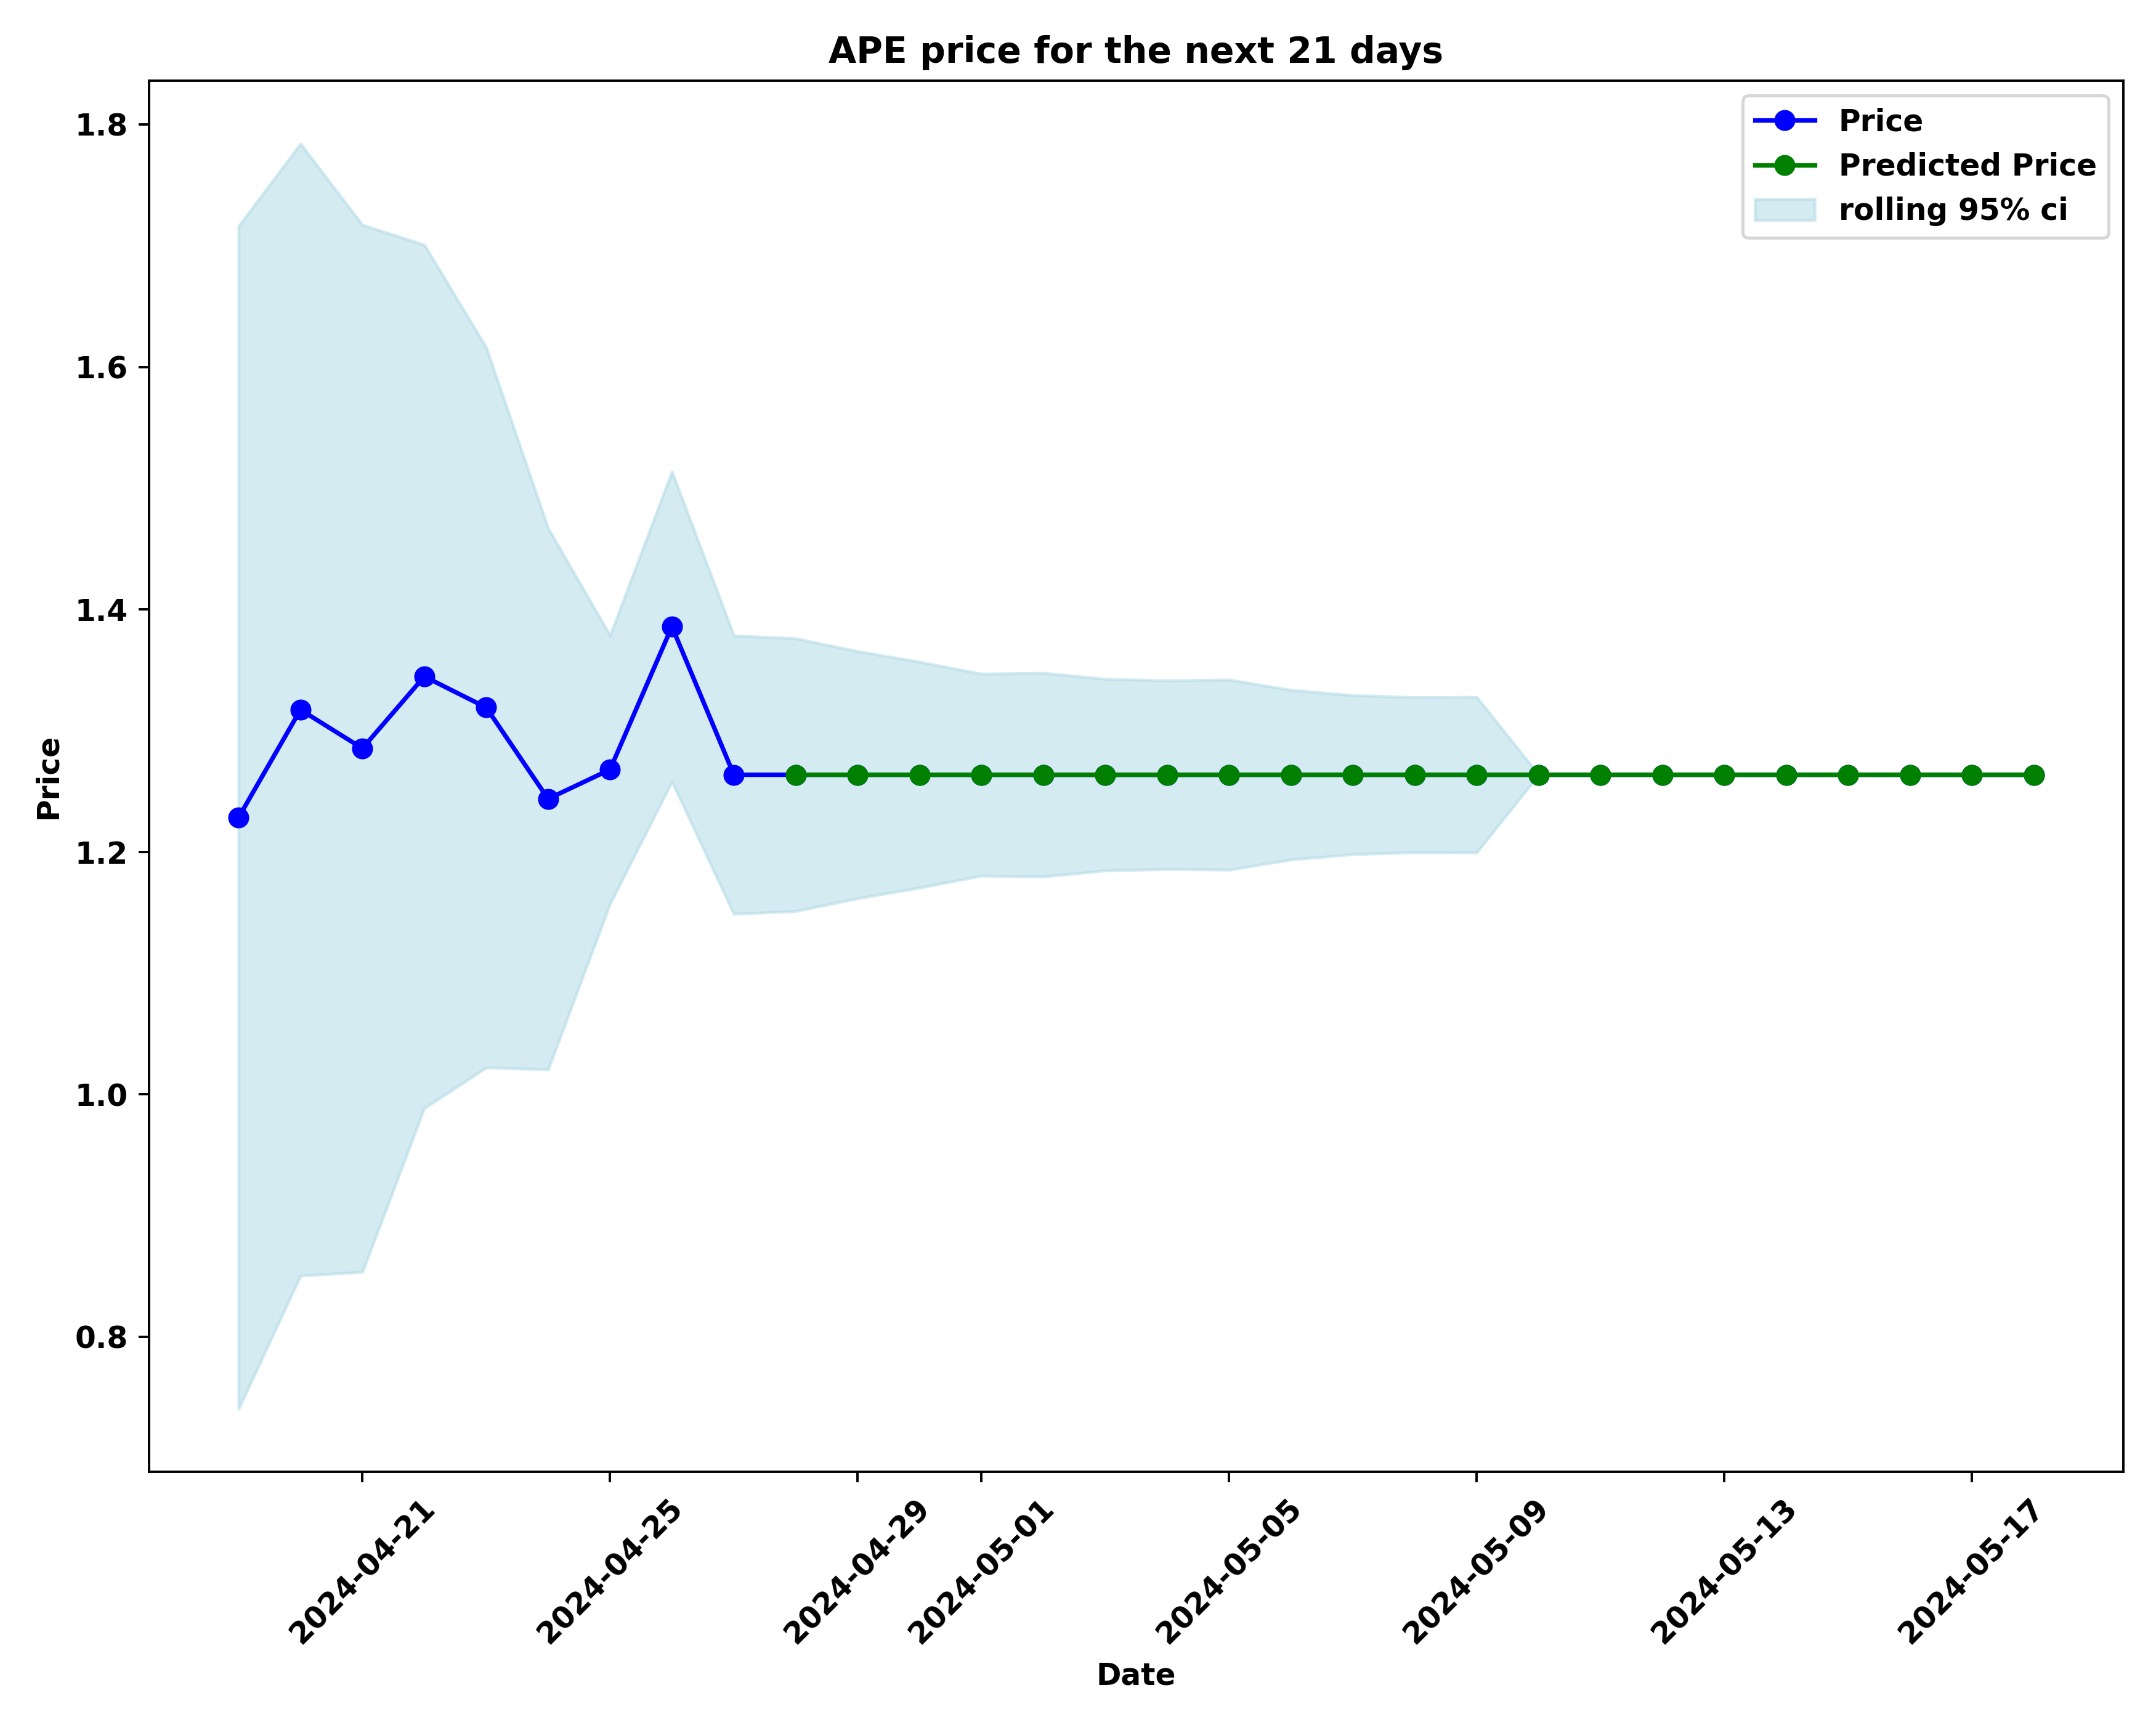 APE price for the next 21 days
Price
Predicted Price
rolling 95% ci
1.8
1.6
1.4
1.2
1.0
0.8
Price
2024-04-21
2024-04-25
2024-04-29
2024-05-01
2024-05-05
2024-05-09
2024-05-13
2024-05-17
Date